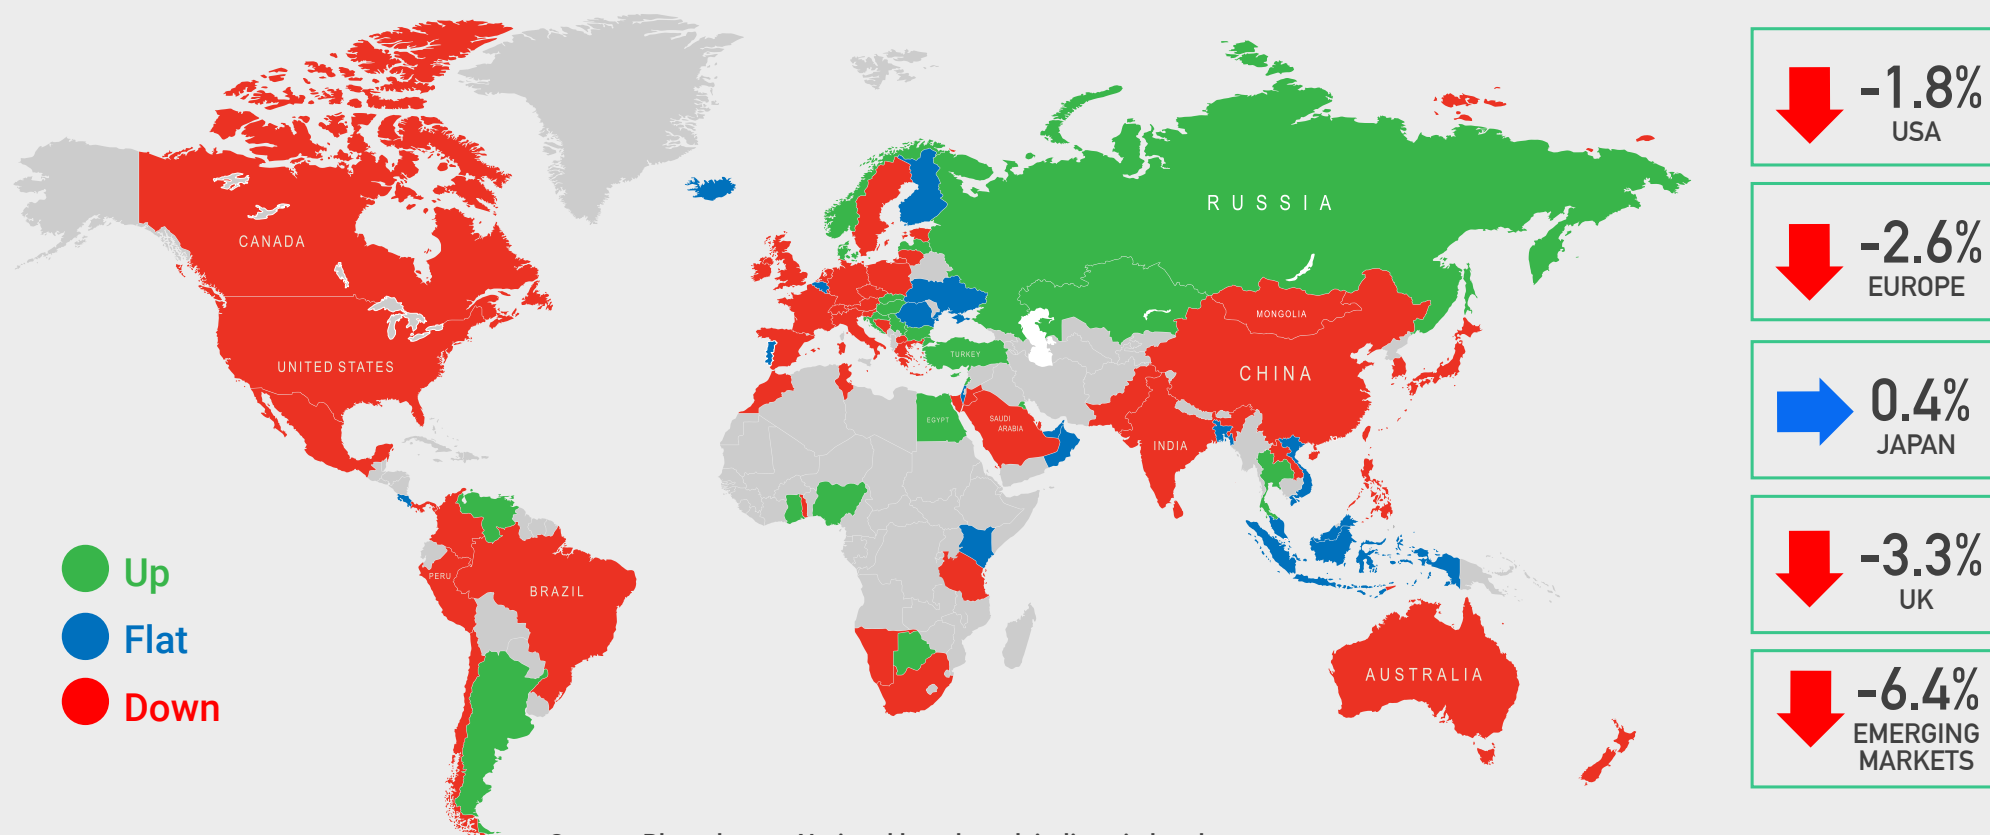 CANADA
UNITED STATES
PERU
BRAZIL
RUSSIA
MONGOLIA
CHINA
TURKEY
EGYPT
SAUDI
ARABIA
INDIA
AUSTRALIA
Up
Flat
Down
-1.8%
USA
-2.6%
EUROPE
0.4%
JAPAN
-3.3%
UK
-6.4%
EMERGING
MARKETS